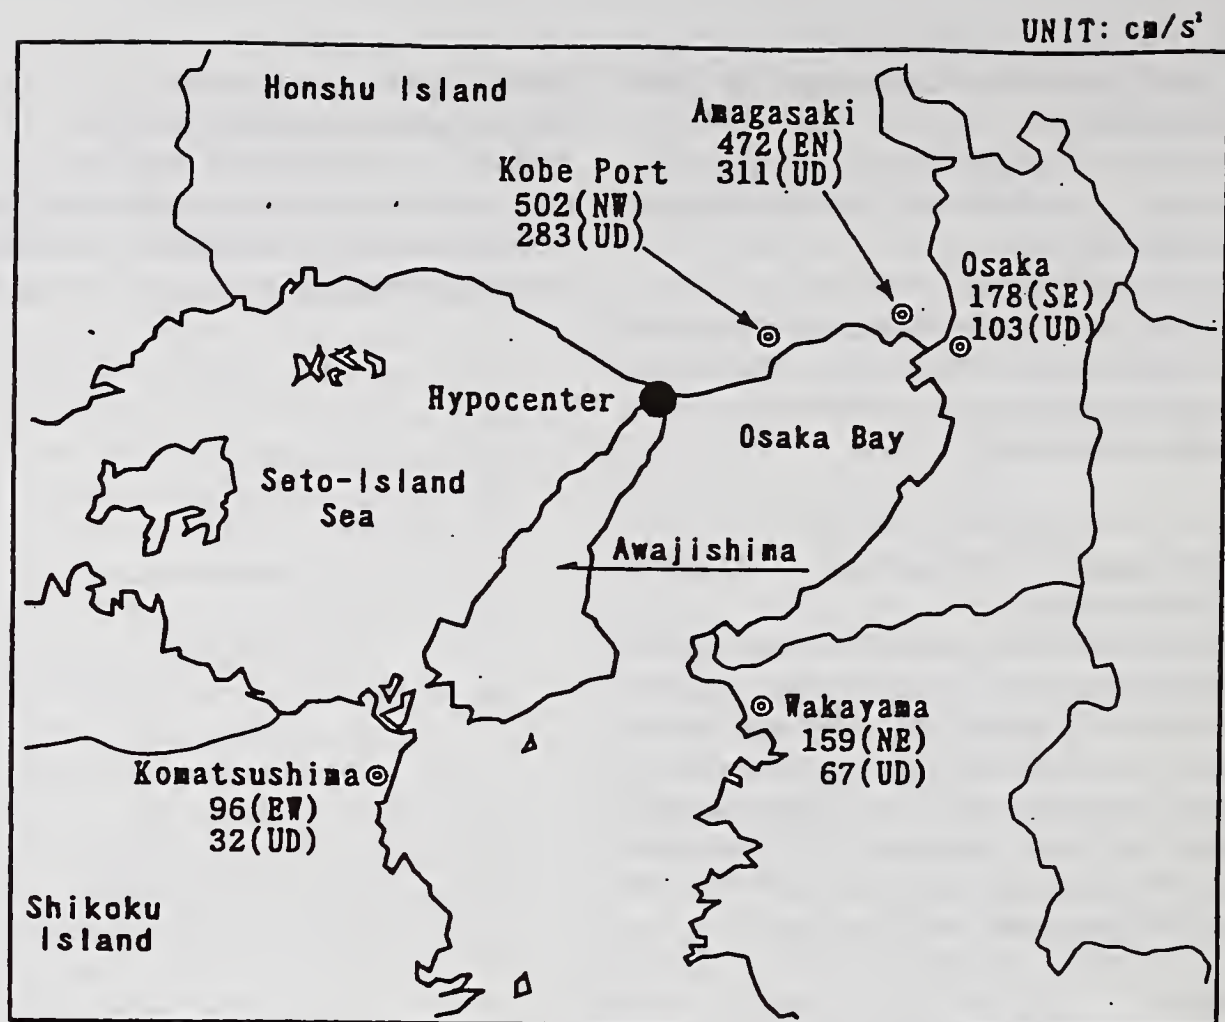 UNIT: cm/s²
Honshu Island
Amagasaki
472(EN)
311(UD)
Kobe Port
502(NW)
283(UD)
Osaka
178(SE)
103(UD)
Hypocenter
Osaka Bay
Seto-Island
Sea
Awajishima
Wakayama
159(NE)
67(UD)
Komatsushima
96(EW)
32(UD)
Shikoku
Island